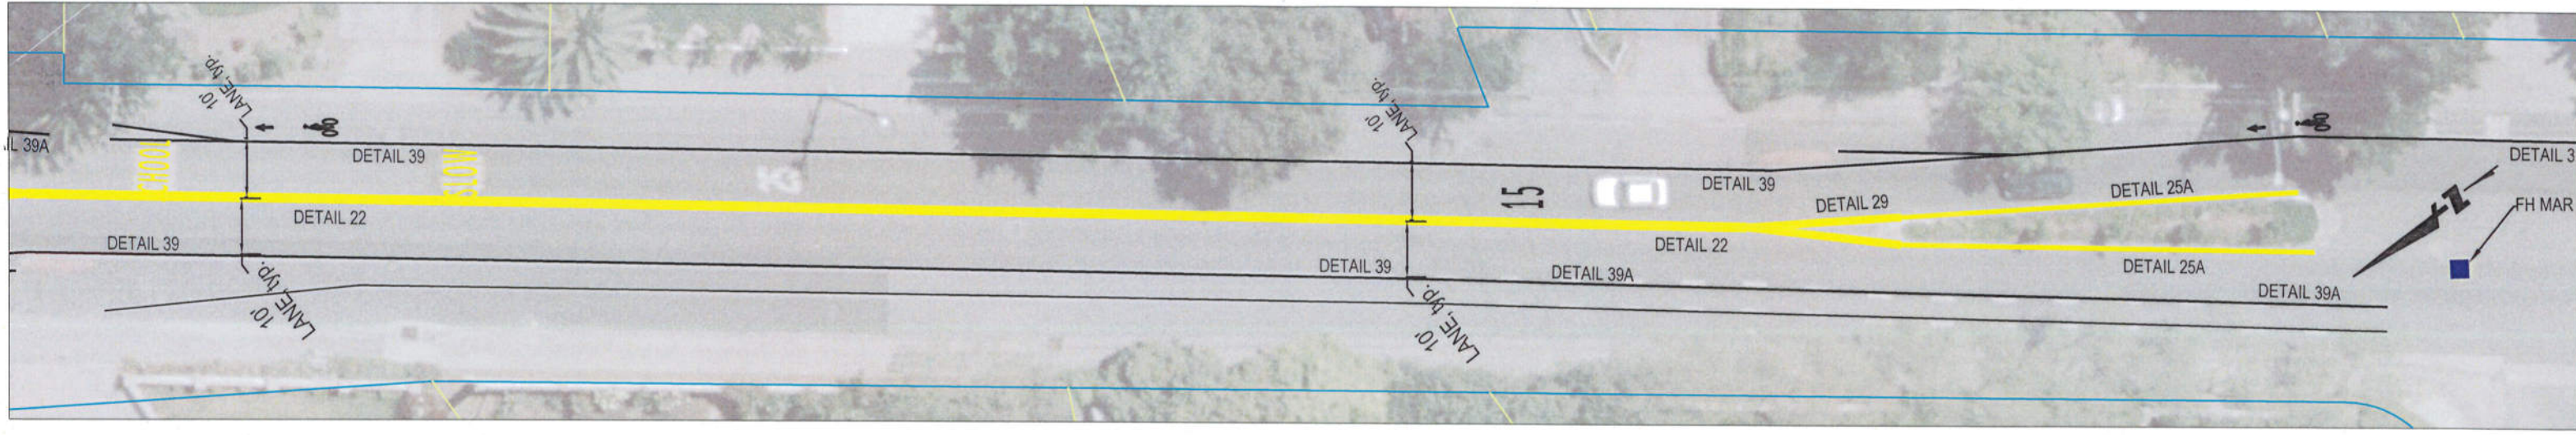 10'
LANE, typ.
IL 39A
CHOOL
DETAIL 39
SLOW
DETAIL 22
DETAIL 39
10'
LANE, typ.
25
10'
LANE, typ.
15
DETAIL 39
DETAIL 29
DETAIL 25A
DETAIL 3
FH MAR
DETAIL 22
DETAIL 39
DETAIL 39A
DETAIL 25A
DETAIL 39A
10'
LANE, typ.
N